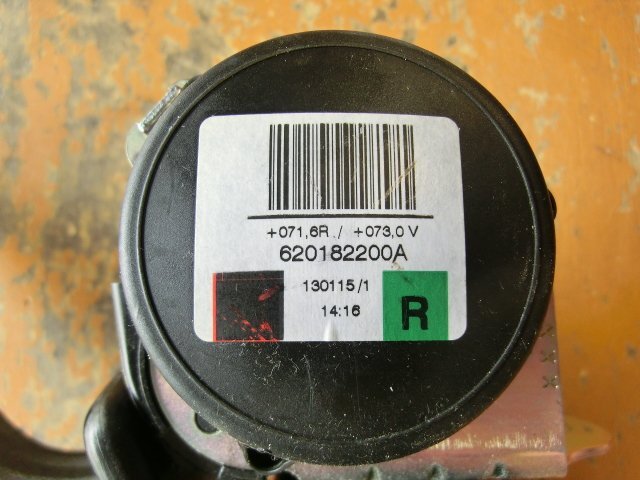 +071,6R / +073,0 V
620182200A
130115/1
14:16
R